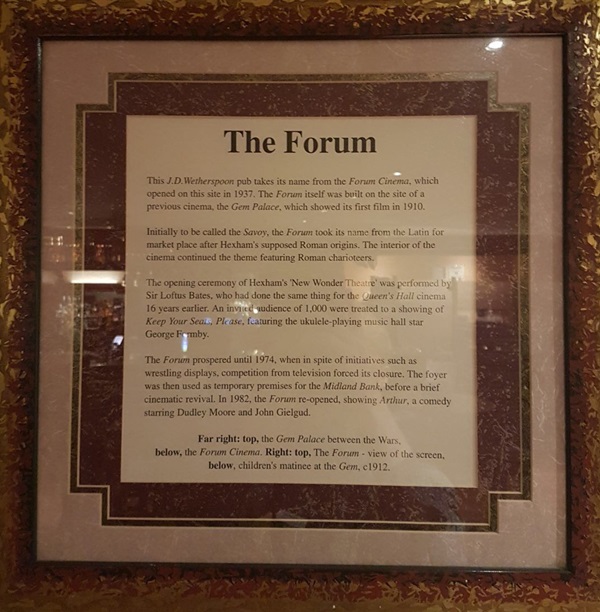 The Forum
This J.D.Wetherspoon pub takes its name from the Forum Cinema, which
opened on this site in 1937. The Forum itself was built on the site of a
previous cinema, the Gem Palace, which showed its first film in 1910.
Initially to be called the Savoy, the Forum took its name from the Latin for
market place after Hexham's supposed Roman origins. The interior of the
cinema continued the theme featuring Roman charioteers.
The opening ceremony of Hexham's 'New Wonder Theatre' was performed by
Sir Loftus Bates, who had done the same thing for the Queen's Hall cinema
16 years earlier. An invited audience of 1,000 were treated to a showing of
Keep Your Seats, Please, featuring the ukulele-playing music hall star
George Formby.
The Forum prospered until 1974, when in spite of initiatives such as
wrestling displays, competition from television forced its closure. The foyer
was then used as temporary premises for the Midland Bank, before a brief
cinematic revival. In 1982, the Forum re-opened, showing Arthur, a comedy
starring Dudley Moore and John Gielgud.
Far right: top, the Gem Palace between the Wars,
below, the Forum Cinema. Right: top, The Forum - view of the screen,
below, children's matinee at the Gem, c1912.